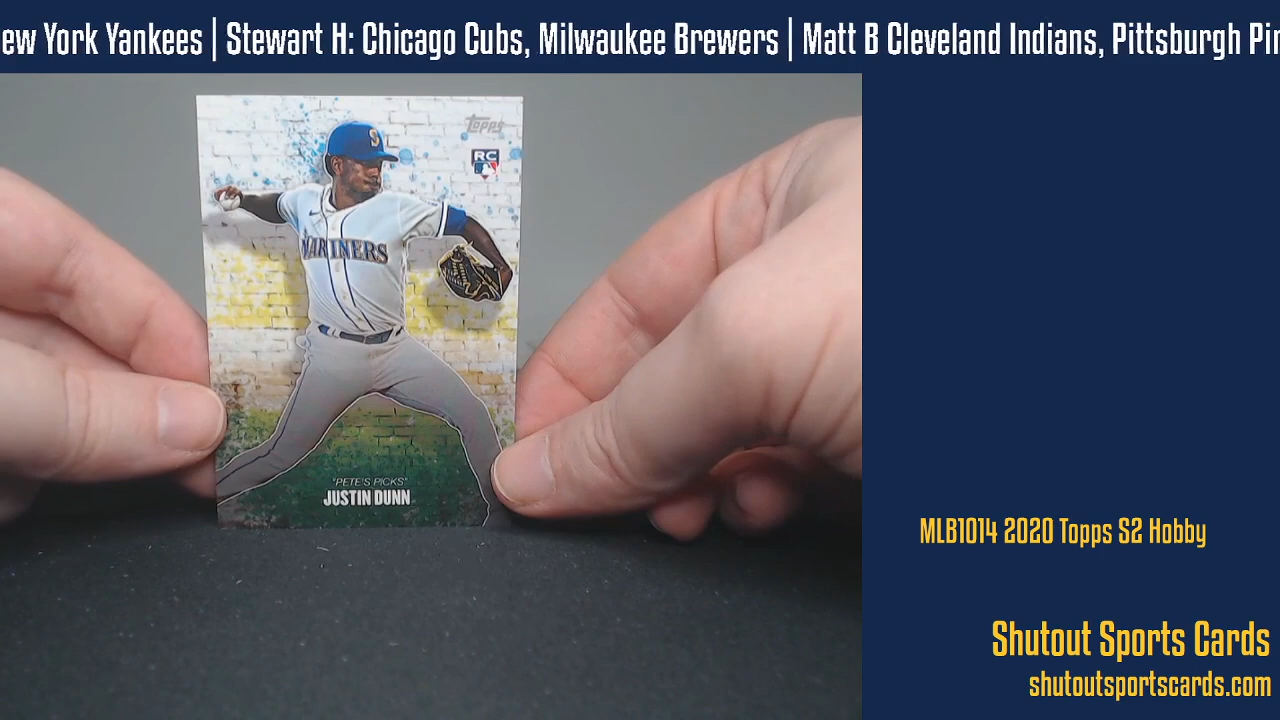 ew York Yankees | Stewart H: Chicago Cubs, Milwaukee Brewers | Matt B Cleveland Indians, Pittsburgh Pir
Topps
RC
S
MARINERS
"PETE'S PICKS"
JUSTIN DUNN
MLB1014 2020 Topps S2 Hobby
Shutout Sports Cards
shutoutsportscards.com